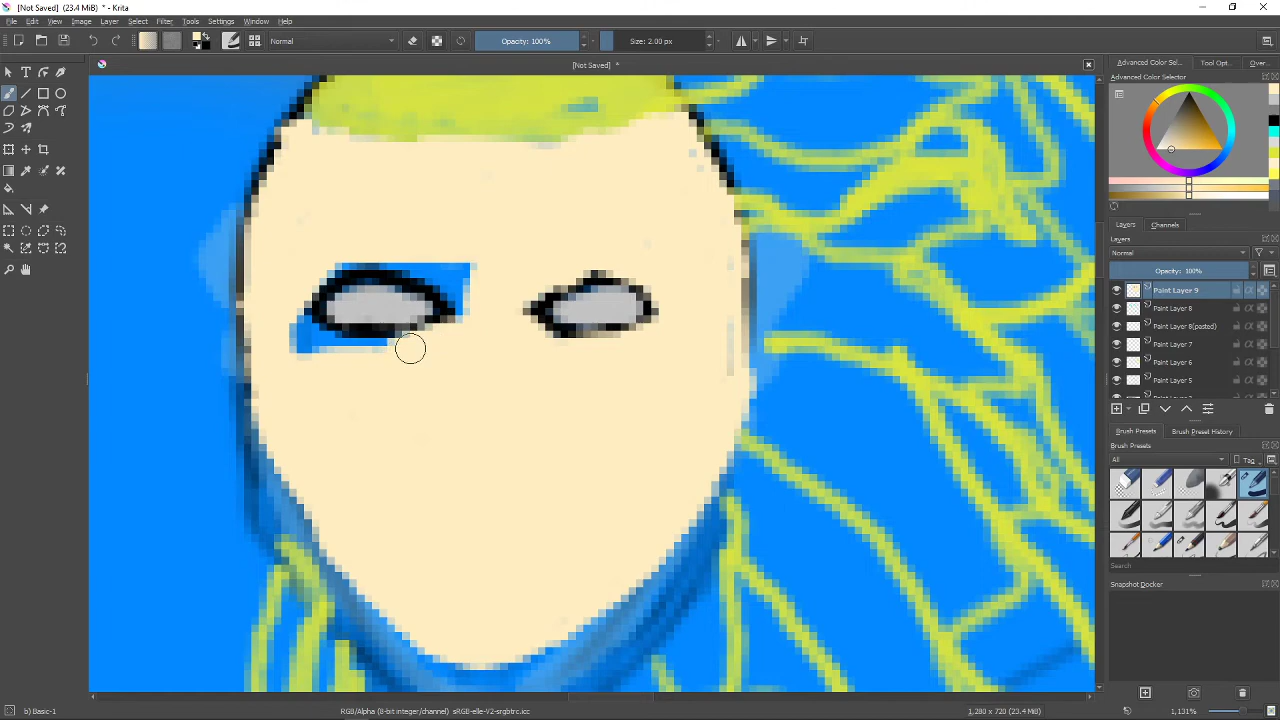 [Not Saved] (23.4 MiB) * - Krita
File Edit View Image Layer Select Filter Tools Settings Window Help
Normal Opacity: 100% Size: 2.00 px
[Not Saved] *
Advanced Color Sel... Tool Opt... Over...
Advanced Color Selector
Layers Channels
Layers
Normal
Opacity: 100%
Paint Layer 9
Paint Layer 8
Paint Layer 8(pasted)
Paint Layer 7
Paint Layer 6
Paint Layer 5
Brush Presets Brush Preset History
Brush Presets
All Tag
Search
Snapshot Docker
b) Basic-1 RGB/Alpha (8-bit integer/channel) sRGB-elle-V2-srgbtrc.icc 1,280 x 720 (23.4 MiB) 1,131%